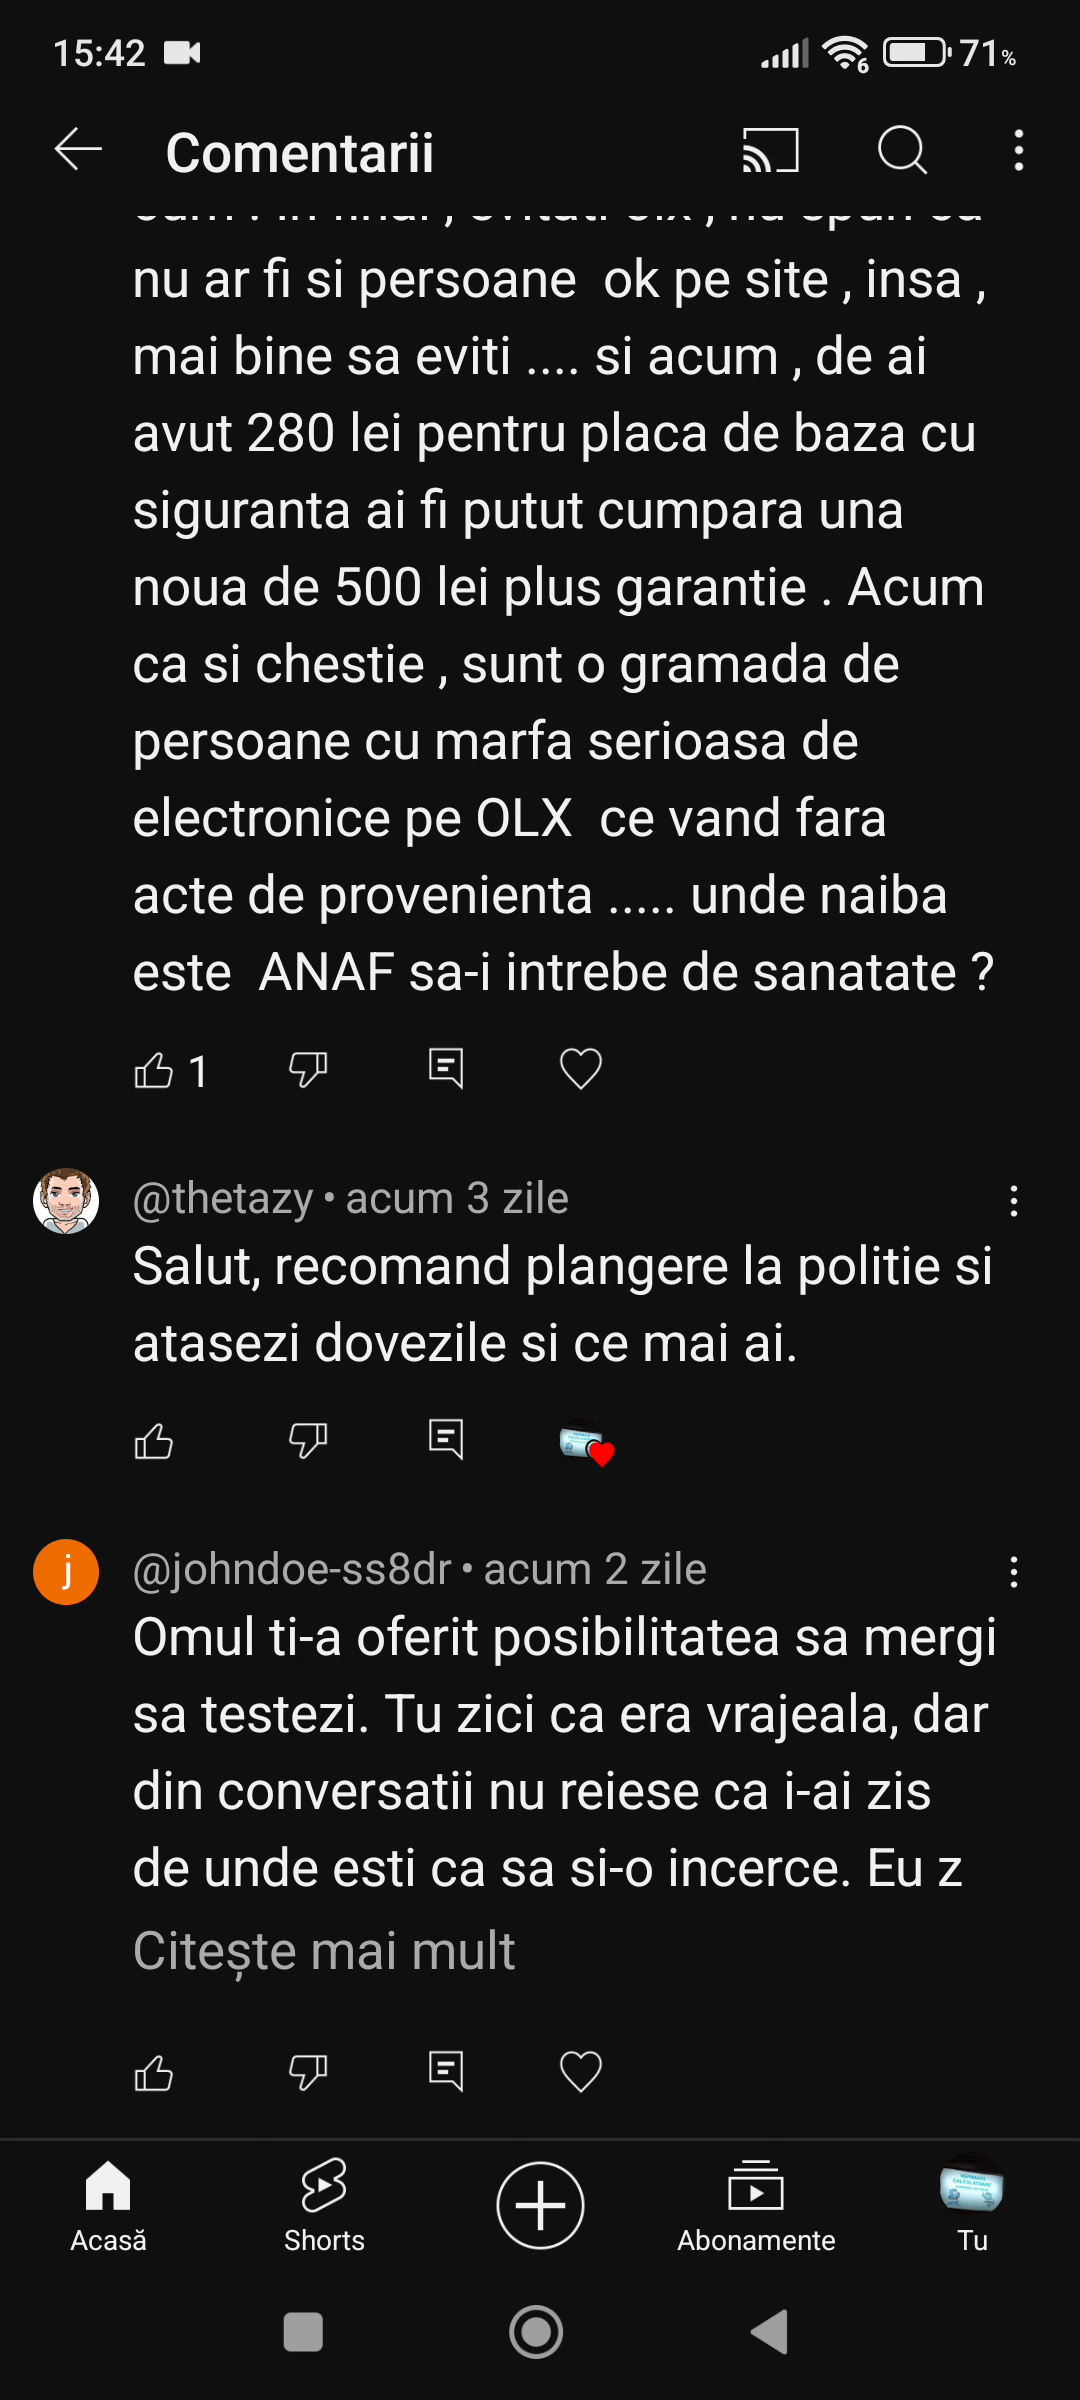 15:42
6
71%
Comentarii
nu ar fi si persoane ok pe site , insa ,
mai bine sa eviti .... si acum , de ai
avut 280 lei pentru placa de baza cu
siguranta ai fi putut cumpara una
noua de 500 lei plus garantie . Acum
ca si chestie , sunt o gramada de
persoane cu marfa serioasa de
electronice pe OLX ce vand fara
acte de provenienta ..... unde naiba
este ANAF sa-i intrebe de sanatate ?
1
@thetazy • acum 3 zile
Salut, recomand plangere la politie si
atasezi dovezile si ce mai ai.
j
@johndoe-ss8dr • acum 2 zile
Omul ti-a oferit posibilitatea sa mergi
sa testezi. Tu zici ca era vrajeala, dar
din conversatii nu reiese ca i-ai zis
de unde esti ca sa si-o incerce. Eu z
Citește mai mult
Acasă
Shorts
Abonamente
Tu